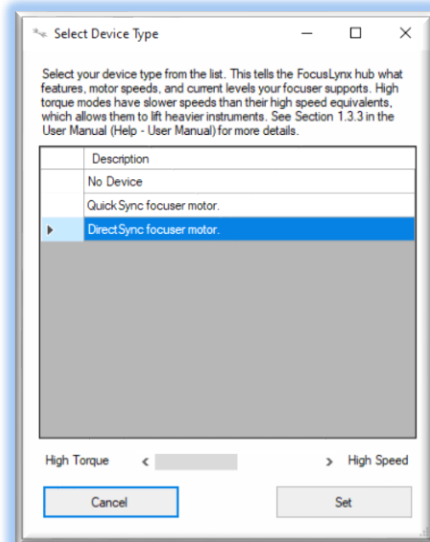 Select Device Type
Select your device type from the list. This tells the FocusLynx hub what
features, motor speeds, and current levels your focuser supports. High
torque modes have slower speeds than their high speed equivalents,
which allows them to lift heavier instruments. See Section 1.3.3 in the
User Manual (Help - User Manual) for more details.
Description
No Device
QuickSync focuser motor.
DirectSync focuser motor.
High Torque < > High Speed
Cancel Set